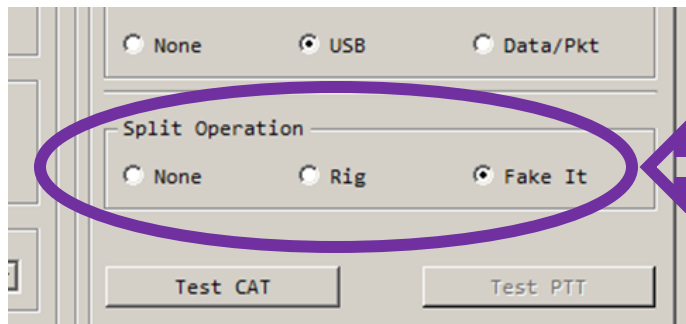 None USB Data/Pkt
Split Operation
None Rig Fake It
Test CAT Test PTT